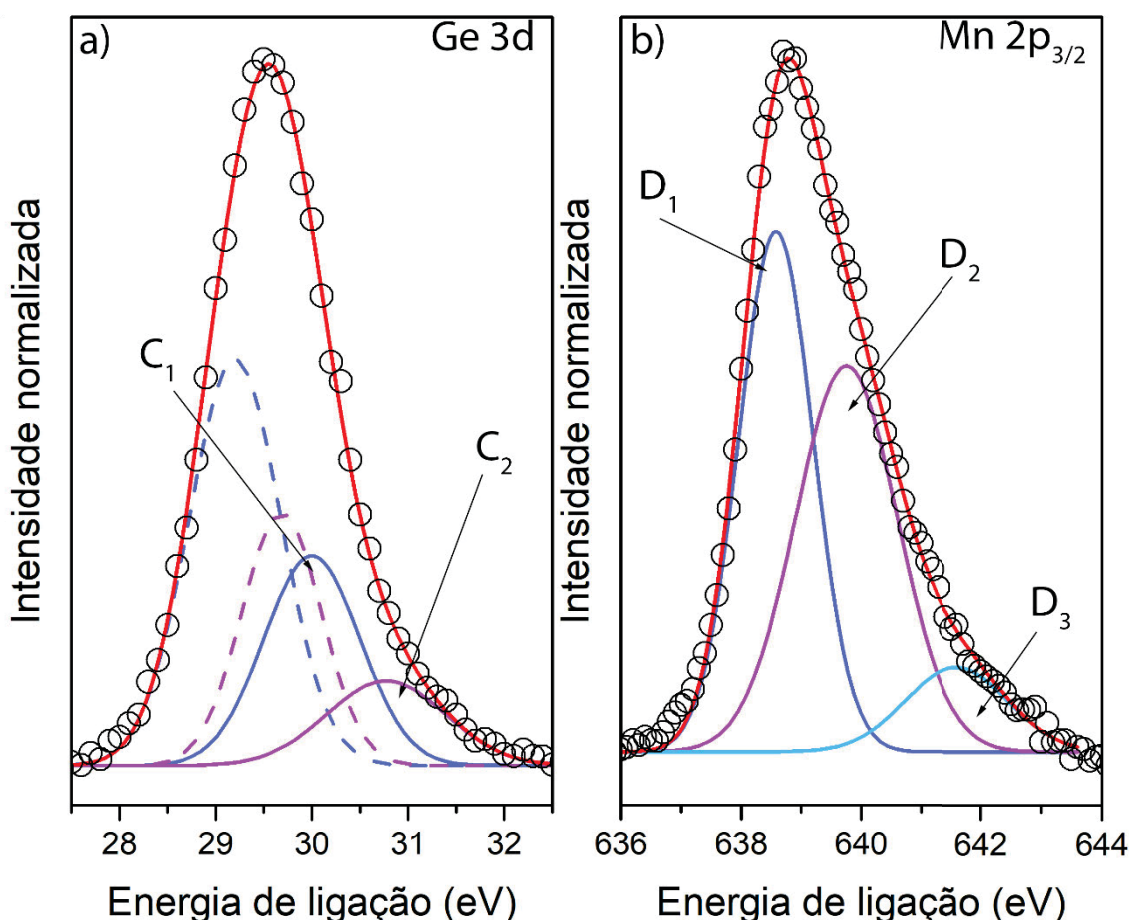 a)
Ge 3d
C₁
C₂
Intensidade normalizada
28 29 30 31 32
Energia de ligação (eV)
b)
Mn 2p₃/₂
D₁
D₂
D₃
Intensidade normalizada
636 638 640 642 644
Energia de ligação (eV)